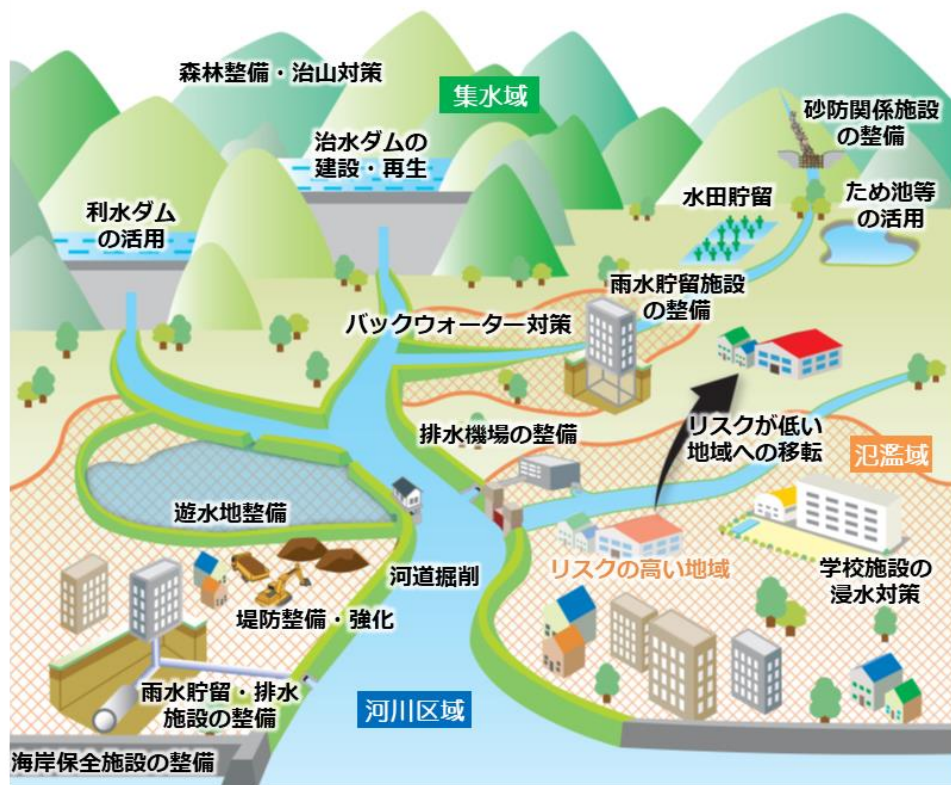 森林整備・治山対策
集水域
砂防関係施設
の整備
治水ダムの
建設・再生
水田貯留
ため池等
の活用
利水ダム
の活用
雨水貯留施設
の整備
バックウォーター対策
リスクが低い
地域への移転
排水機場の整備
氾濫域
遊水地整備
河道掘削
リスクの高い地域
学校施設の
浸水対策
堤防整備・強化
雨水貯留・排水
施設の整備
河川区域
海岸保全施設の整備